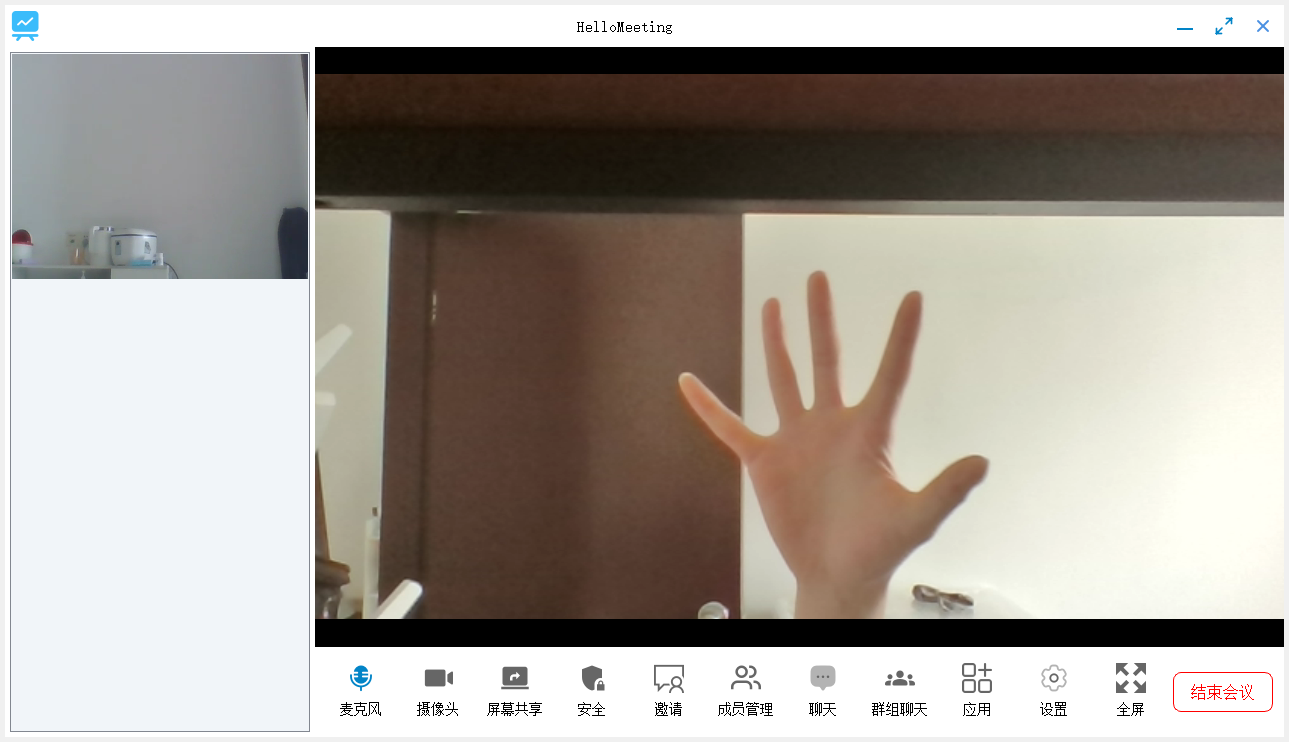 HelloMeeting
麦克风
摄像头
屏幕共享
安全
邀请
成员管理
聊天
群组聊天
应用
设置
全屏
结束会议